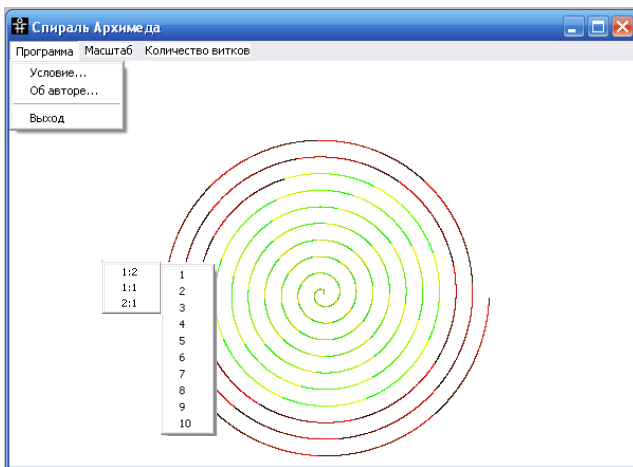 Спираль Архимеда
Программа Масштаб Количество витков
Условие...
Об авторе...
Выход
1:2
1:1
2:1
1
2
3
4
5
6
7
8
9
10